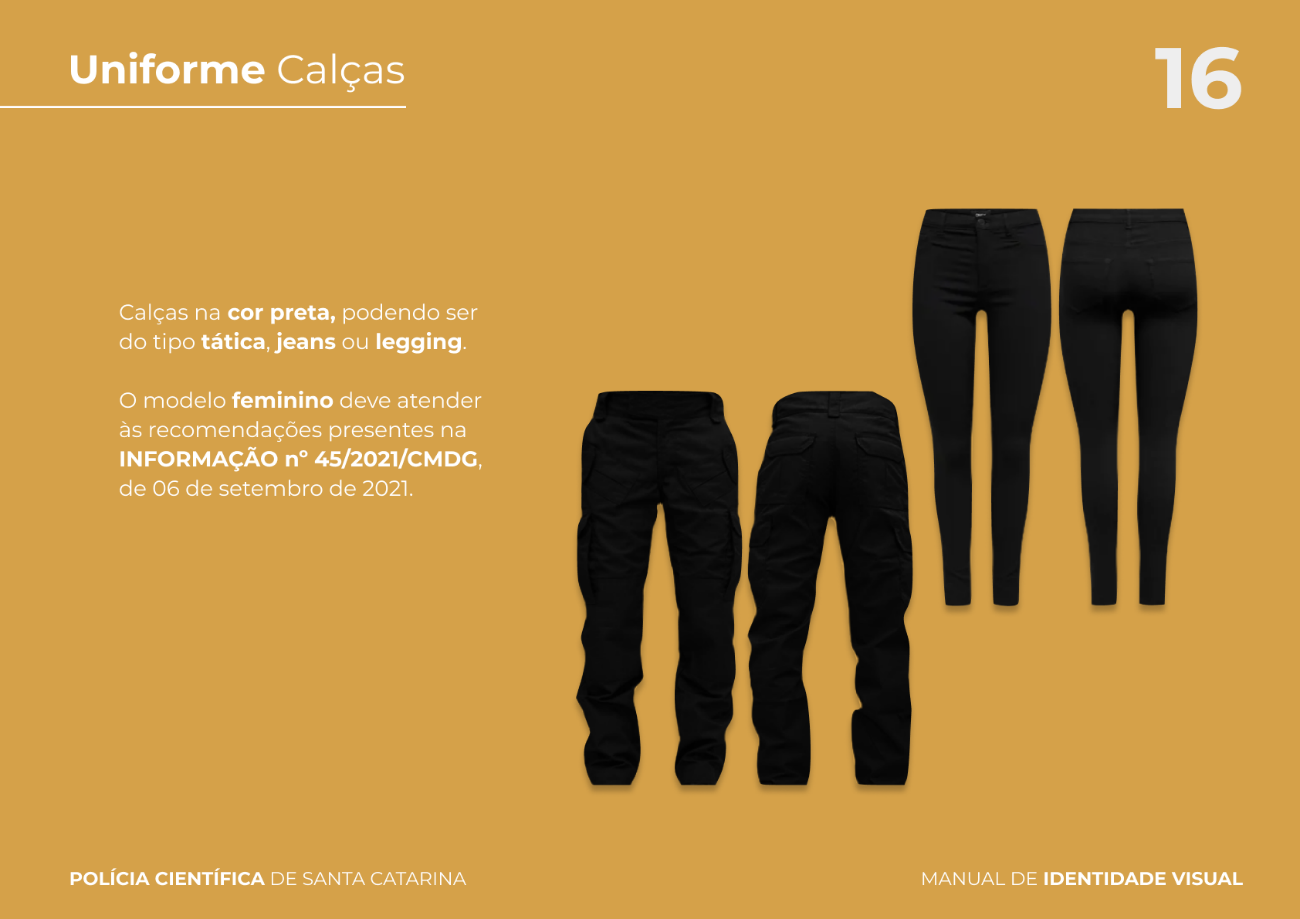 Uniforme Calças
16
Calças na cor preta, podendo ser
do tipo tática, jeans ou legging.
O modelo feminino deve atender
às recomendações presentes na
INFORMAÇÃO nº 45/2021/CMDG,
de 06 de setembro de 2021.
POLÍCIA CIENTÍFICA DE SANTA CATARINA
MANUAL DE IDENTIDADE VISUAL